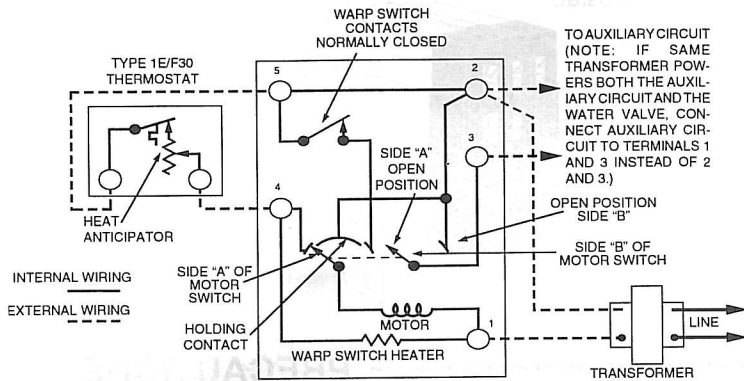 WARP SWITCH
CONTACTS
NORMALLY CLOSED
TYPE 1E/F30
THERMOSTAT
TO AUXILIARY CIRCUIT
(NOTE: IF SAME
TRANSFORMER POW-
ERS BOTH THE AUXIL-
IARY CIRCUIT AND THE
WATER VALVE, CON-
NECT AUXILIARY CIR-
CUIT TO TERMINALS 1
AND 3 INSTEAD OF 2
AND 3.)
5
2
3
SIDE "A"
OPEN
POSITION
4
HEAT
ANTICIPATOR
OPEN POSITION
SIDE "B"
SIDE "B" OF
MOTOR SWITCH
INTERNAL WIRING
EXTERNAL WIRING
SIDE "A" OF
MOTOR
SWITCH
HOLDING
CONTACT
MOTOR
1
WARP SWITCH HEATER
LINE
TRANSFORMER